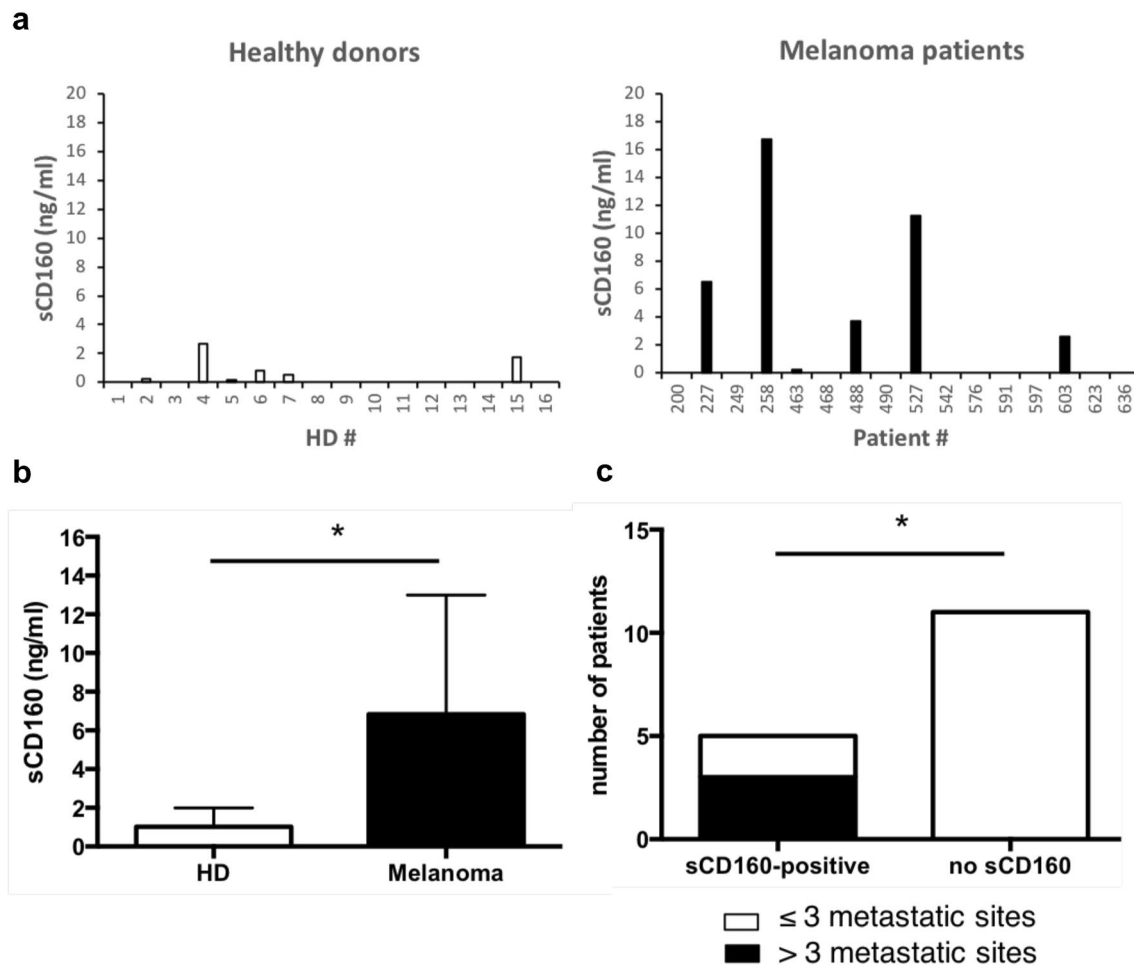 a
Healthy donors
sCD160 (ng/ml)
20
18
16
14
12
10
8
6
4
2
0
1 2 3 4 5 6 7 8 9 10 11 12 13 14 15 16
HD #
Melanoma patients
sCD160 (ng/ml)
20
18
16
14
12
10
8
6
4
2
0
200 227 249 258 463 468 488 490 527 542 576 591 597 603 623 636
Patient #
b
sCD160 (ng/ml)
16
14
12
10
8
6
4
2
0
*
HD Melanoma
c
number of patients
15
10
5
0
*
sCD160-positive no sCD160
≤ 3 metastatic sites
> 3 metastatic sites